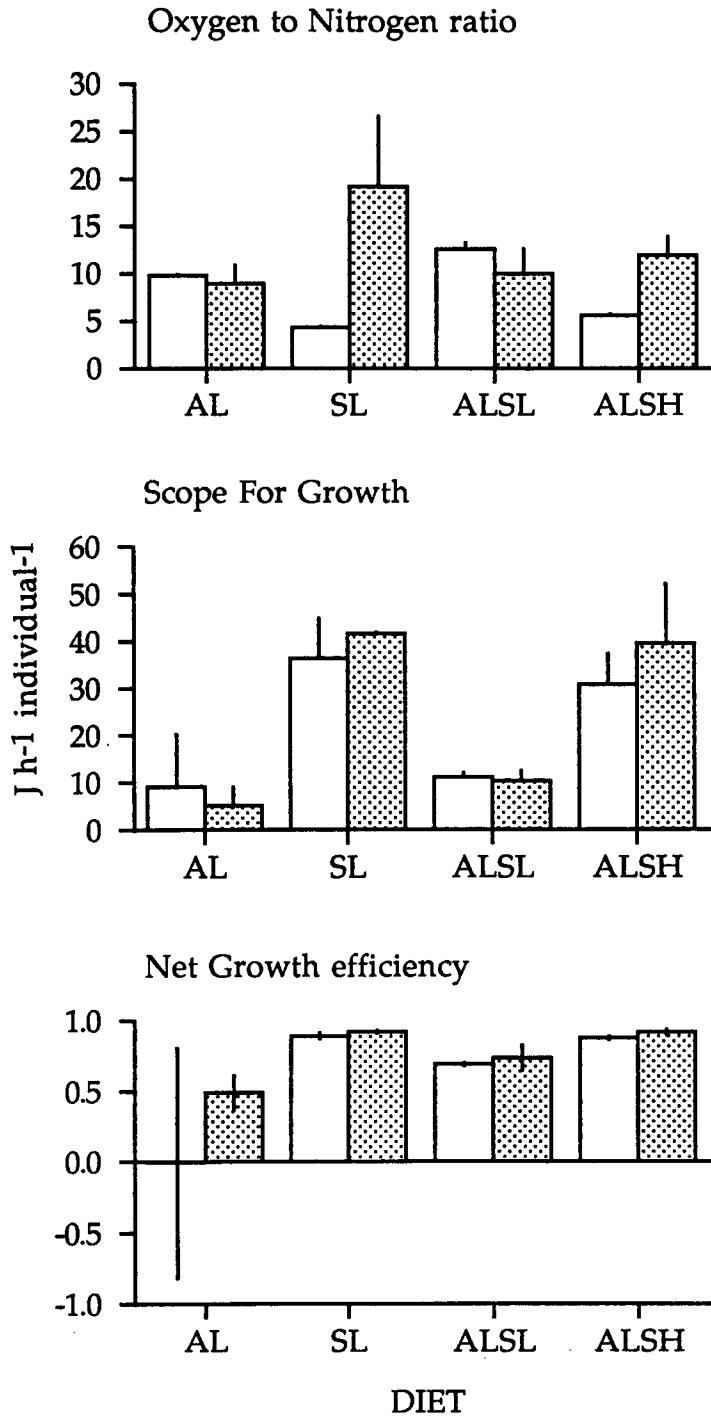 Oxygen to Nitrogen ratio
30
25
20
15
10
5
0
AL SL ALSL ALSH
Scope For Growth
J h-1 individual-1
60
50
40
30
20
10
0
AL SL ALSL ALSH
Net Growth efficiency
1.0
0.5
0.0
-0.5
-1.0
AL SL ALSL ALSH
DIET